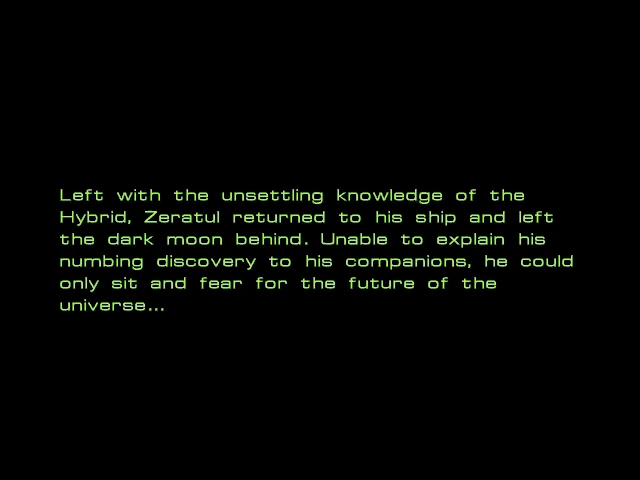 Left with the unsettling knowledge of the
Hybrid, Zeratul returned to his ship and left
the dark moon behind. Unable to explain his
numbing discovery to his companions, he could
only sit and fear for the future of the
universe...